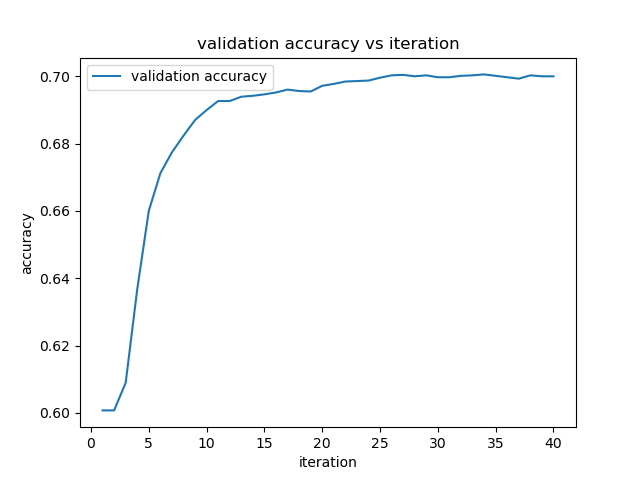 validation accuracy vs iteration
validation accuracy
0.70
0.68
0.66
0.64
0.62
0.60
accuracy
0 5 10 15 20 25 30 35 40
iteration